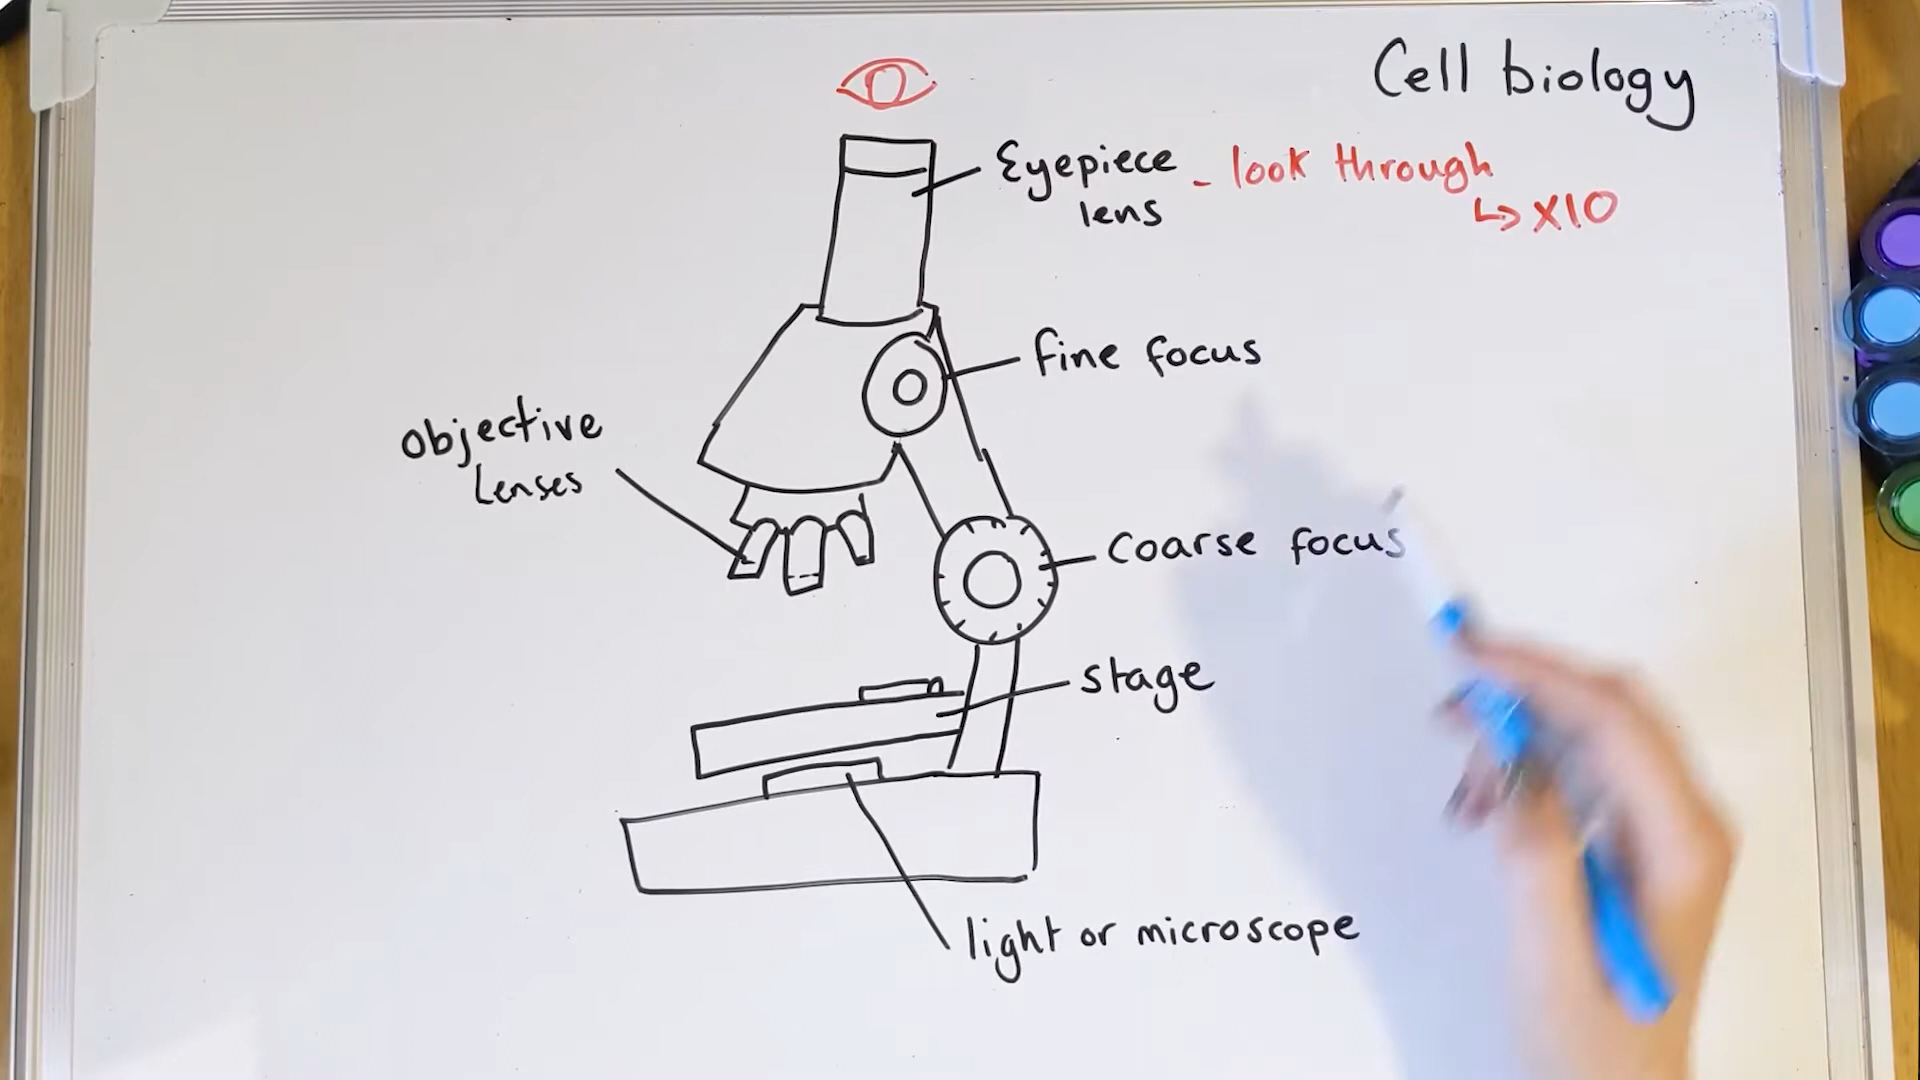 Cell biology
Eyepiece - look through
lens
↳ x10
fine focus
objective
lenses
coarse focus
stage
light or microscope